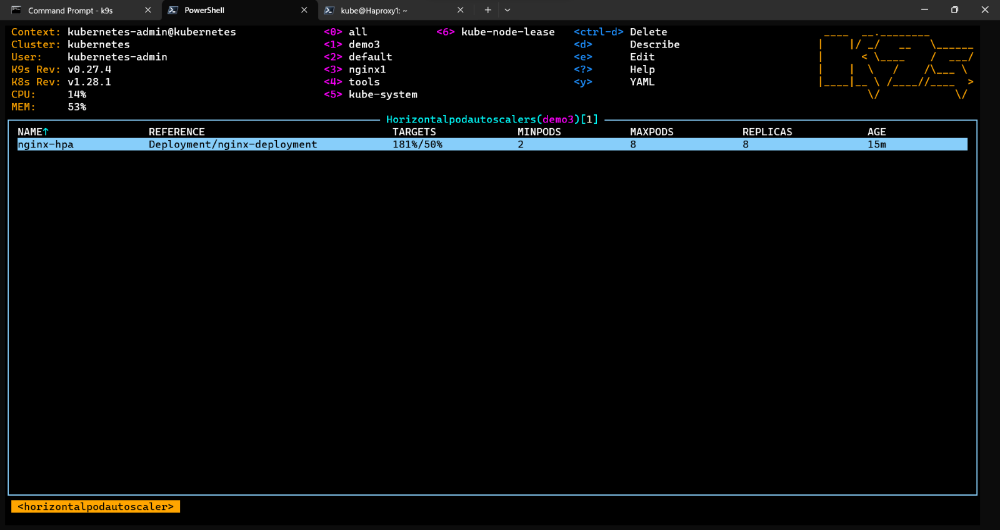 Command Prompt - k9s
PowerShell
kube@Haproxy1: ~
Context: kubernetes-admin@kubernetes <0> all <6> kube-node-lease <ctrl-d> Delete
Cluster: kubernetes <1> demo3 <d> Describe
User: kubernetes-admin <2> default <e> Edit
K9s Rev: v0.27.4 <3> nginx1 <?> Help
K8s Rev: v1.28.1 <4> tools <y> YAML
CPU: 14% <5> kube-system
MEM: 53%
K9s
Horizontalpodautoscalers(demo3)[1]
NAME↑ REFERENCE TARGETS MINPODS MAXPODS REPLICAS AGE
nginx-hpa Deployment/nginx-deployment 181%/50% 2 8 8 15m
<horizontalpodautoscaler>